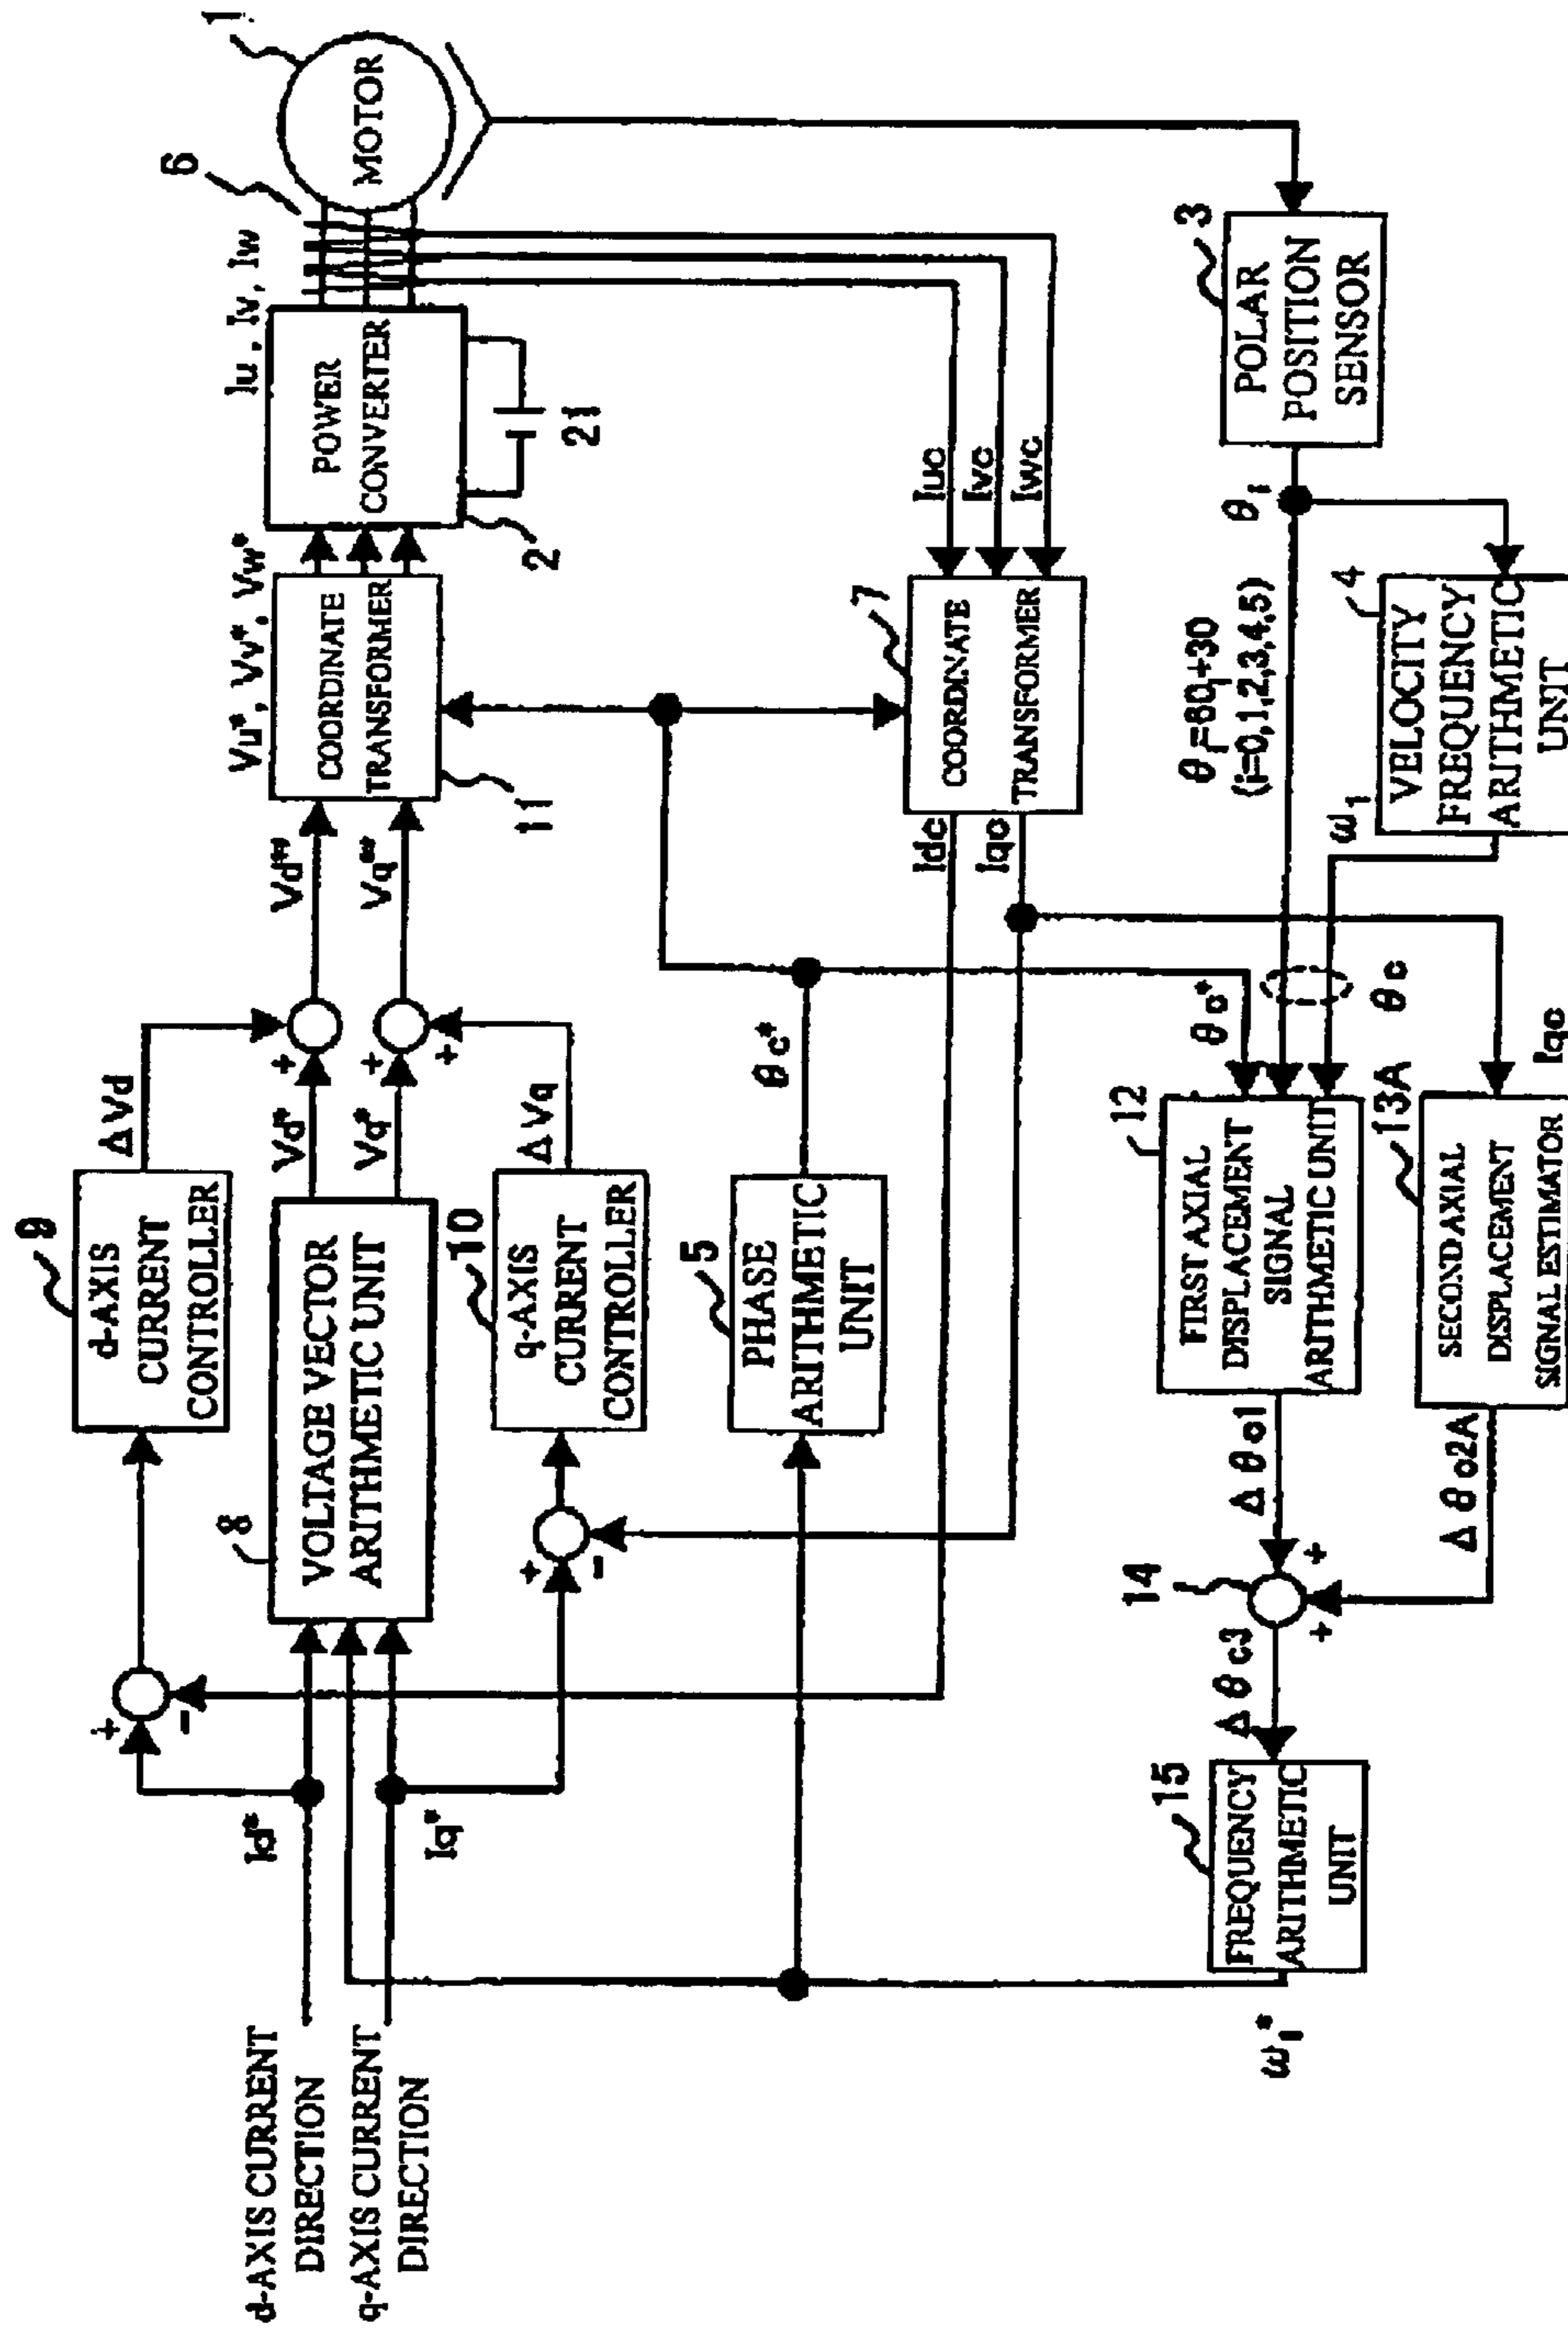 1
6
MOTOR
Iu, Iv, Iw
POWER
CONVERTER
21
2
Vu*, Vv*, Vw*
COORDINATE
TRANSFORMER
11
Vd**
Vq**
ΔVd
Vd*
Vq*
ΔVq
+
+
+
9
d-AXIS
CURRENT
CONTROLLER
8
VOLTAGE VECTOR
ARITHMETIC UNIT
10
q-AXIS
CURRENT
CONTROLLER
5
PHASE
ARITHMETIC
UNIT
θc*
+
-
+
-
Id*
Iq*
d-AXIS CURRENT
DIRECTION
q-AXIS CURRENT
DIRECTION
Iuc
Ivc
Iwc
7
COORDINATE
TRANSFORMER
Idc
Iqc
3
POLAR
POSITION
SENSOR
θi
θi=60i+30
(i=0,1,2,3,4,5)
4
VELOCITY
FREQUENCY
ARITHMETIC
UNIT
ω1
θc*
θc
Iqc
12
FIRST AXIAL
DISPLACEMENT
SIGNAL
ARITHMETIC UNIT
13A
SECOND AXIAL
DISPLACEMENT
SIGNAL ESTIMATOR
Δθc1
Δθc2A
14
+
+
Δθc3
15
FREQUENCY
ARITHMETIC
UNIT
ω1*